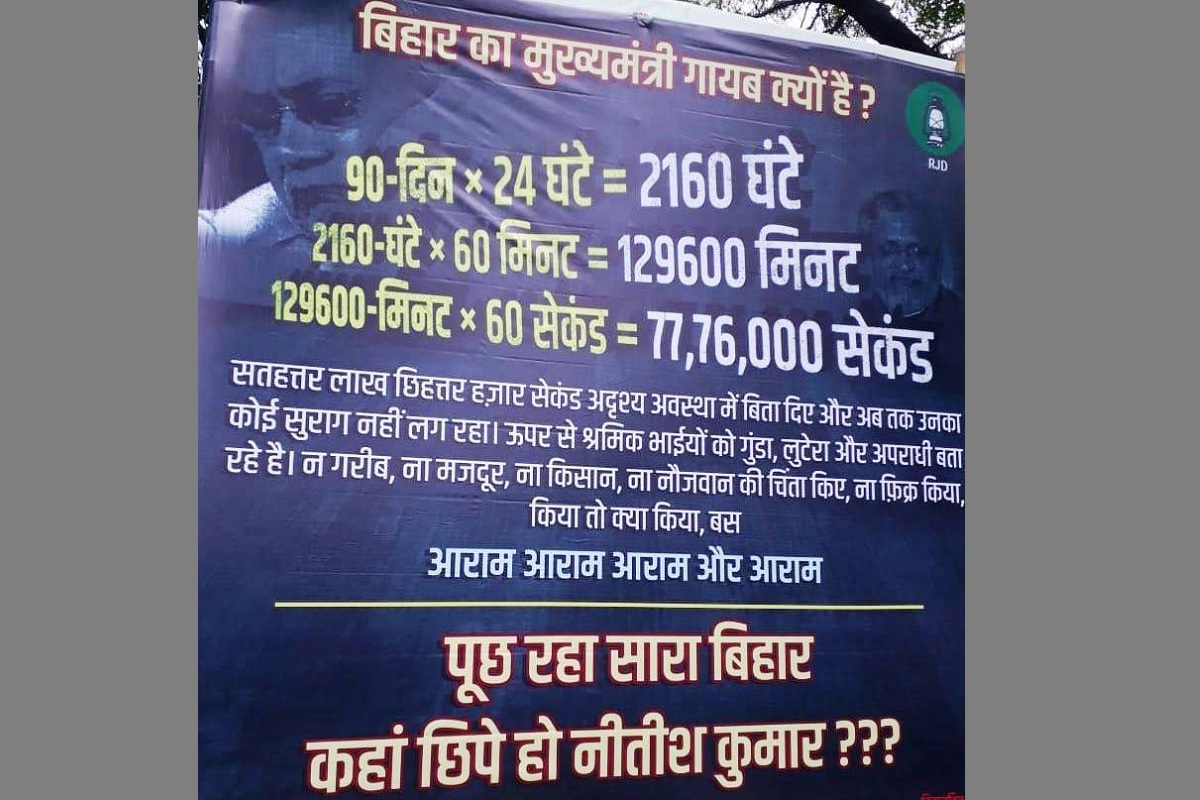 बिहार का मुख्यमंत्री गायब क्यों है ?
RJD
90-दिन × 24 घंटे = 2160 घंटे
2160-घंटे × 60 मिनट = 129600 मिनट
129600-मिनट × 60 सेकंड = 77,76,000 सेकंड
सतहत्तर लाख छिहत्तर हज़ार सेकंड अदृश्य अवस्था में बिता दिए और अब तक उनका
कोई सुराग नहीं लग रहा। ऊपर से श्रमिक भाईयों को गुंडा, लुटेरा और अपराधी बता
रहे है। न गरीब, ना मजदूर, ना किसान, ना नौजवान की चिंता किए, ना फ़िक्र किया,
किया तो क्या किया, बस
आराम आराम आराम और आराम
पूछ रहा सारा बिहार
कहां छिपे हो नीतीश कुमार ???